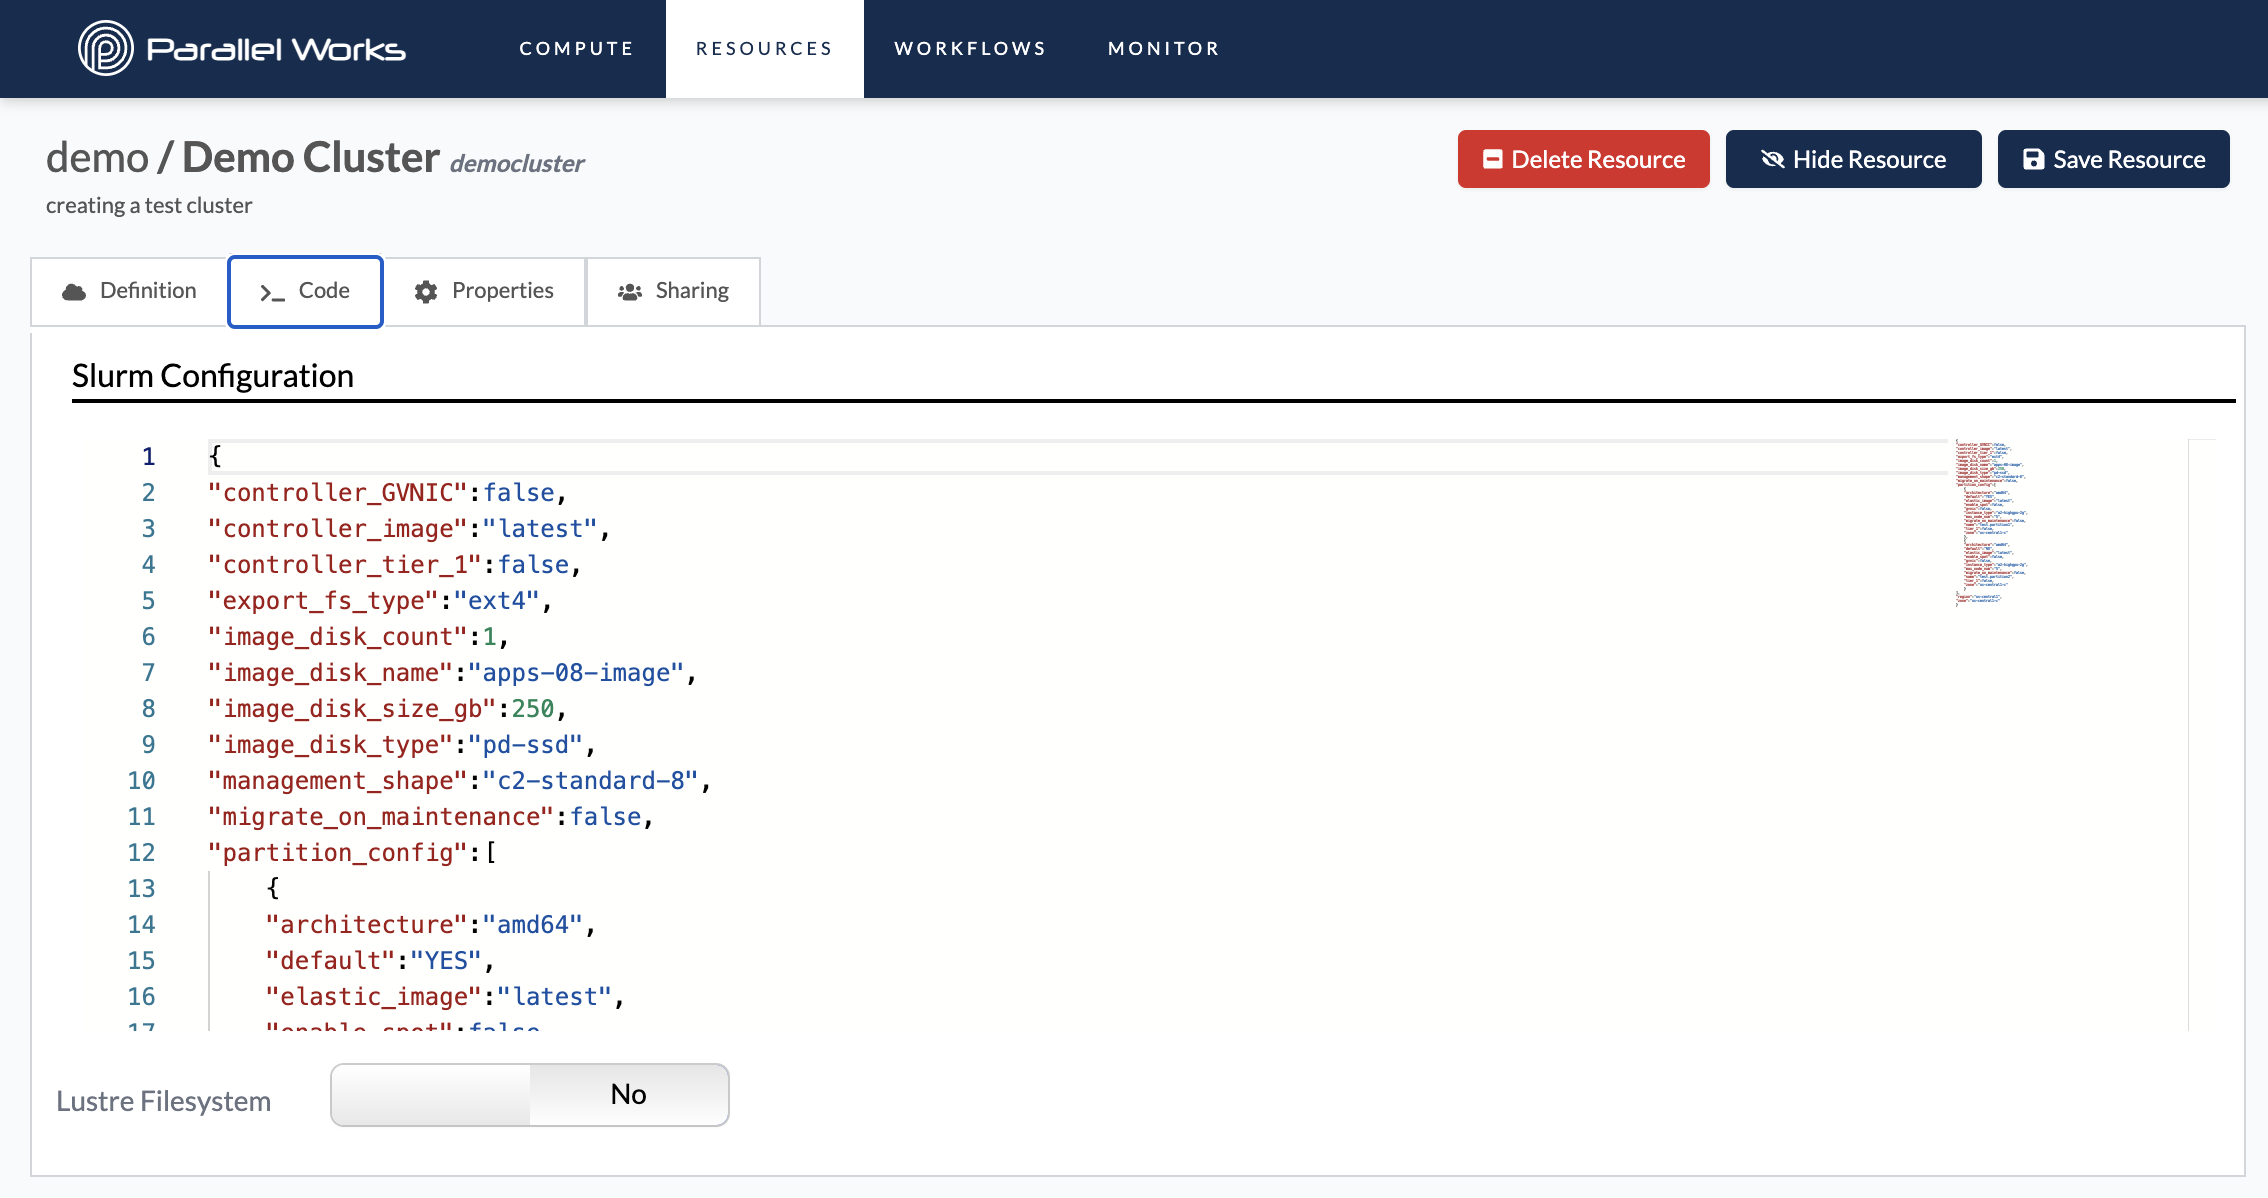 Parallel Works
COMPUTE
RESOURCES
WORKFLOWS
MONITOR
demo / Demo Cluster democluster
creating a test cluster
Delete Resource
Hide Resource
Save Resource
Definition
Code
Properties
Sharing
Slurm Configuration
1 {
2 "controller_GVNIC":false,
3 "controller_image":"latest",
4 "controller_tier_1":false,
5 "export_fs_type":"ext4",
6 "image_disk_count":1,
7 "image_disk_name":"apps-08-image",
8 "image_disk_size_gb":250,
9 "image_disk_type":"pd-ssd",
10 "management_shape":"c2-standard-8",
11 "migrate_on_maintenance":false,
12 "partition_config":[
13 {
14 "architecture":"amd64",
15 "default":"YES",
16 "elastic_image":"latest",
17 "enable_spot":false
Lustre Filesystem
No